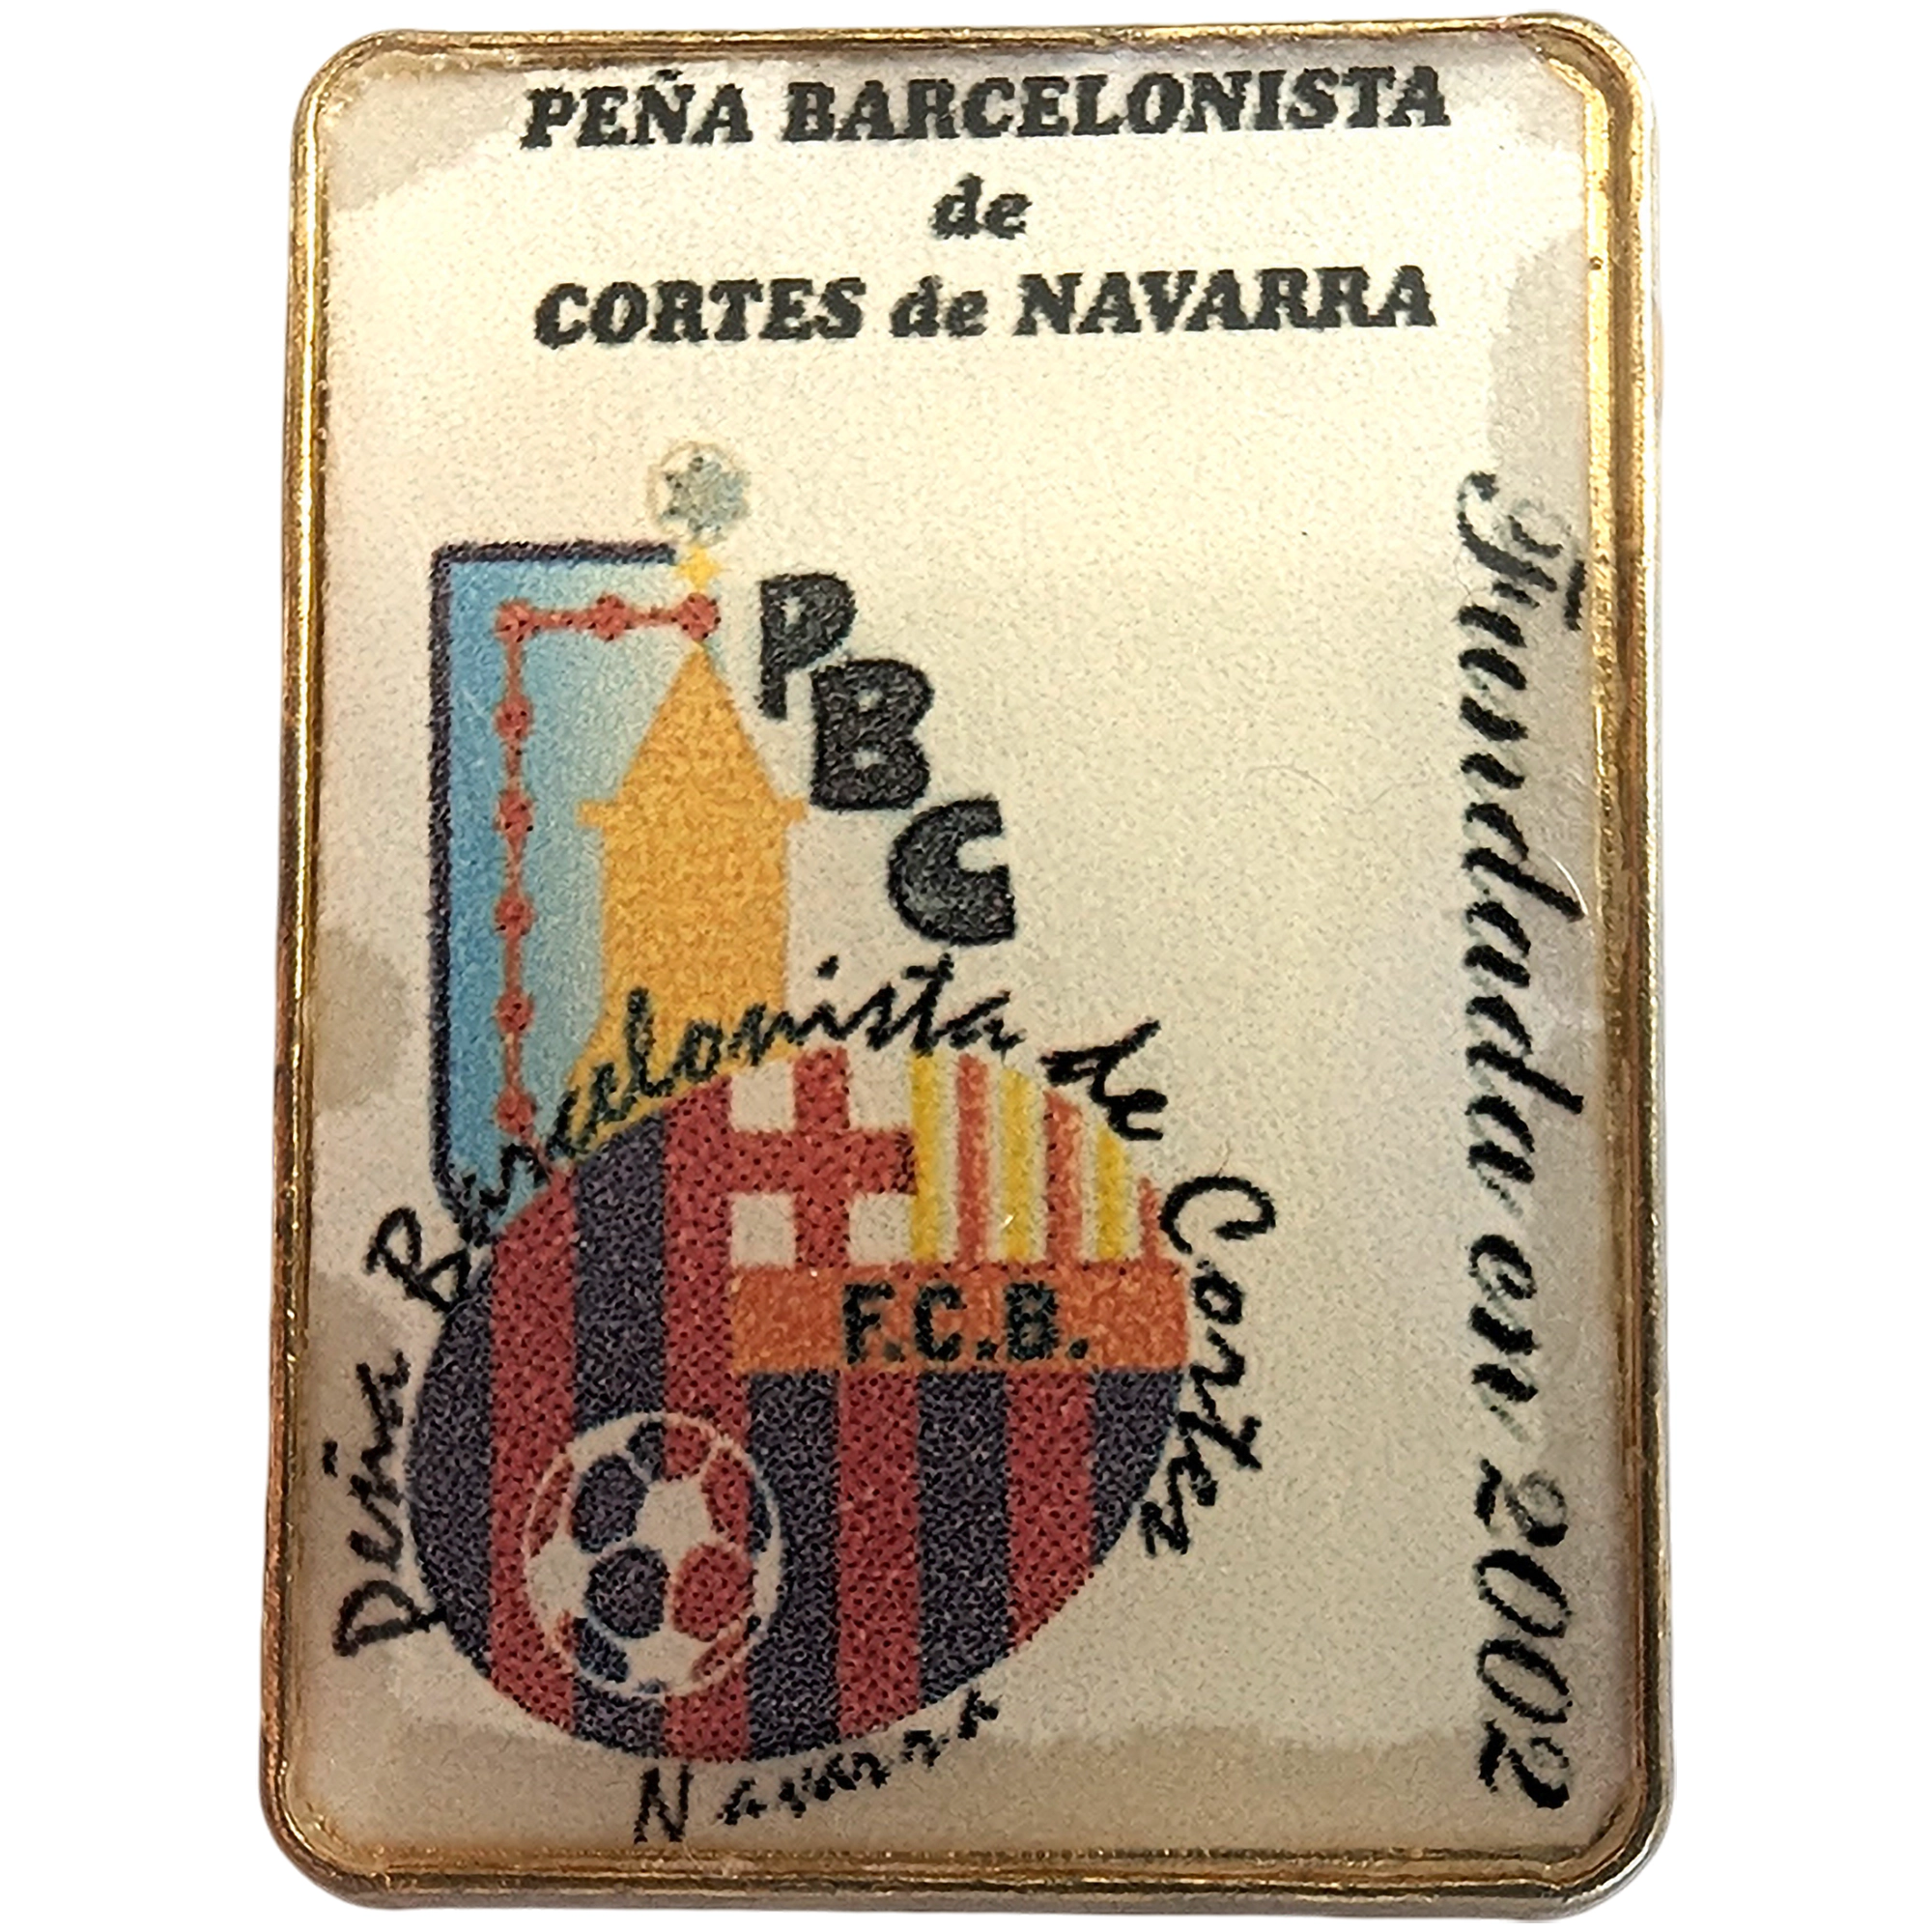 PEÑA BARCELONISTA
de
CORTES de NAVARRA
PBC
Peña Barcelonista de Cortes
F.C.B.
Navarra
Fundada en 2002